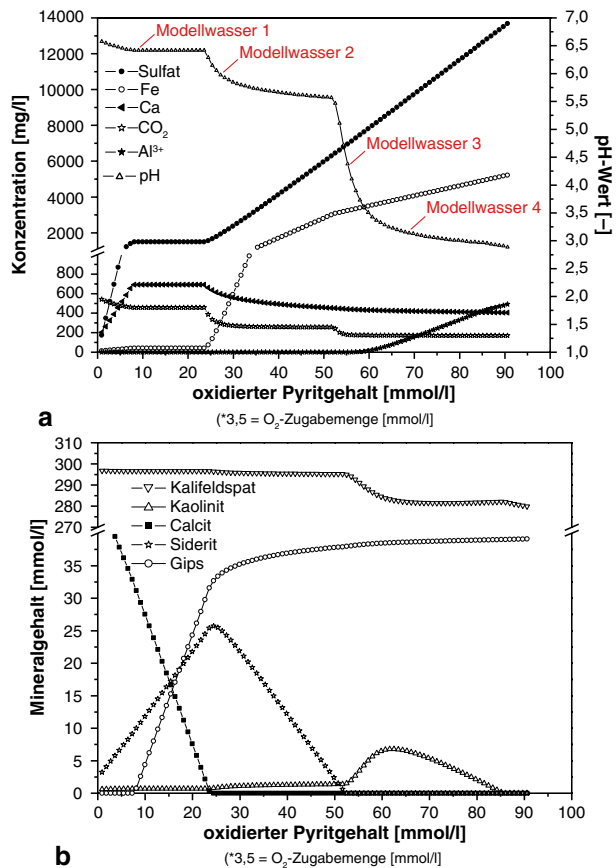 14000
12000
10000
8000
6000
4000
2000
800
600
400
200
0
Konzentration [mg/l]
Sulfat
Fe
Ca
CO₂
Al³⁺
pH
Modellwasser 1
Modellwasser 2
Modellwasser 3
Modellwasser 4
7,0
6,5
6,0
5,5
5,0
4,5
4,0
3,5
3,0
2,5
2,0
1,5
1,0
pH-Wert [–]
0 10 20 30 40 50 60 70 80 90 100
oxidierter Pyritgehalt [mmol/l]
a
(*3,5 = O₂-Zugabemenge [mmol/l]
310
300
290
280
270
35
30
25
20
15
10
5
0
Mineralgehalt [mmol/l]
Kalifeldspat
Kaolinit
Calcit
Siderit
Gips
0 10 20 30 40 50 60 70 80 90 100
oxidierter Pyritgehalt [mmol/l]
b
(*3,5 = O₂-Zugabemenge [mmol/l]